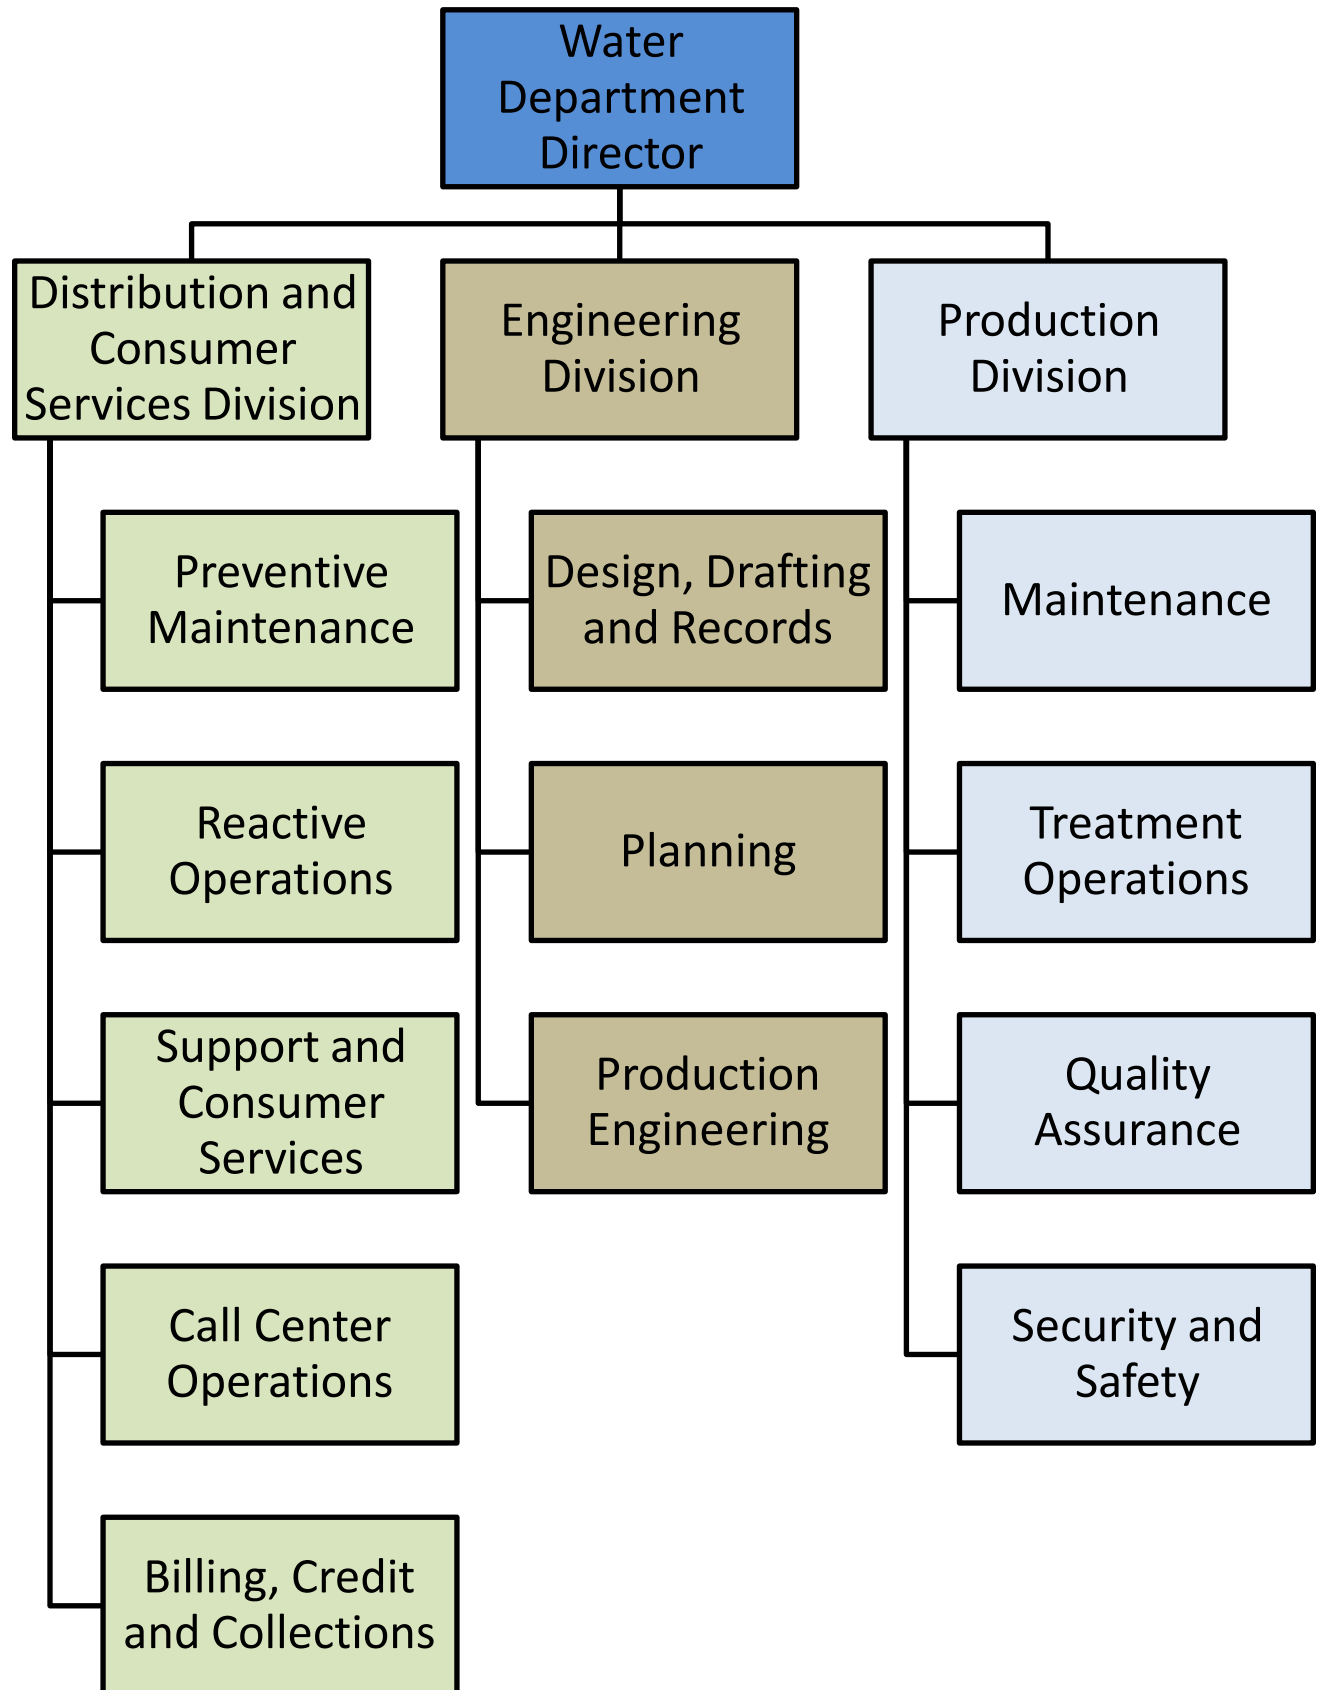 Water
Department
Director
Distribution and
Consumer
Services Division
Engineering
Division
Production
Division
Preventive
Maintenance
Design, Drafting
and Records
Maintenance
Reactive
Operations
Planning
Treatment
Operations
Support and
Consumer
Services
Production
Engineering
Quality
Assurance
Call Center
Operations
Security and
Safety
Billing, Credit
and Collections